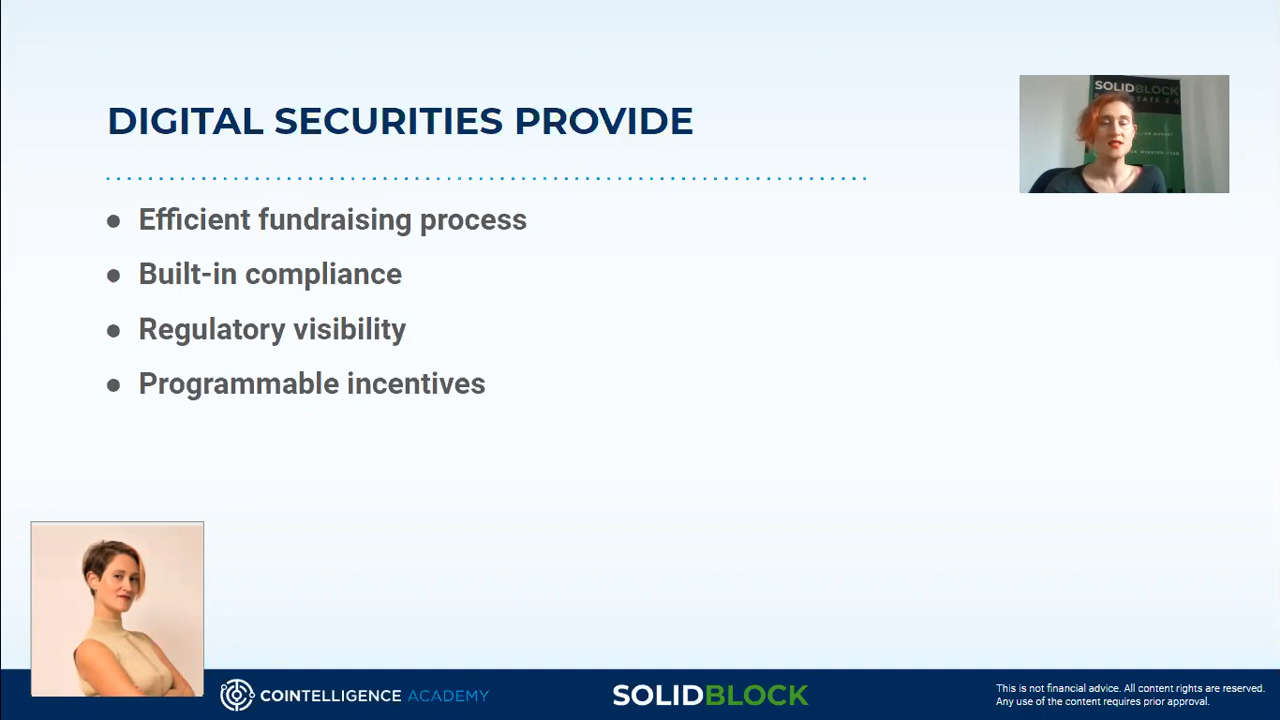 DIGITAL SECURITIES PROVIDE
SOLIDBLOCK
● Efficient fundraising process
● Built-in compliance
● Regulatory visibility
● Programmable incentives
COINTELLIGENCE ACADEMY
SOLIDBLOCK
This is not financial advice. All content rights are reserved.
Any use of the content requires prior approval.